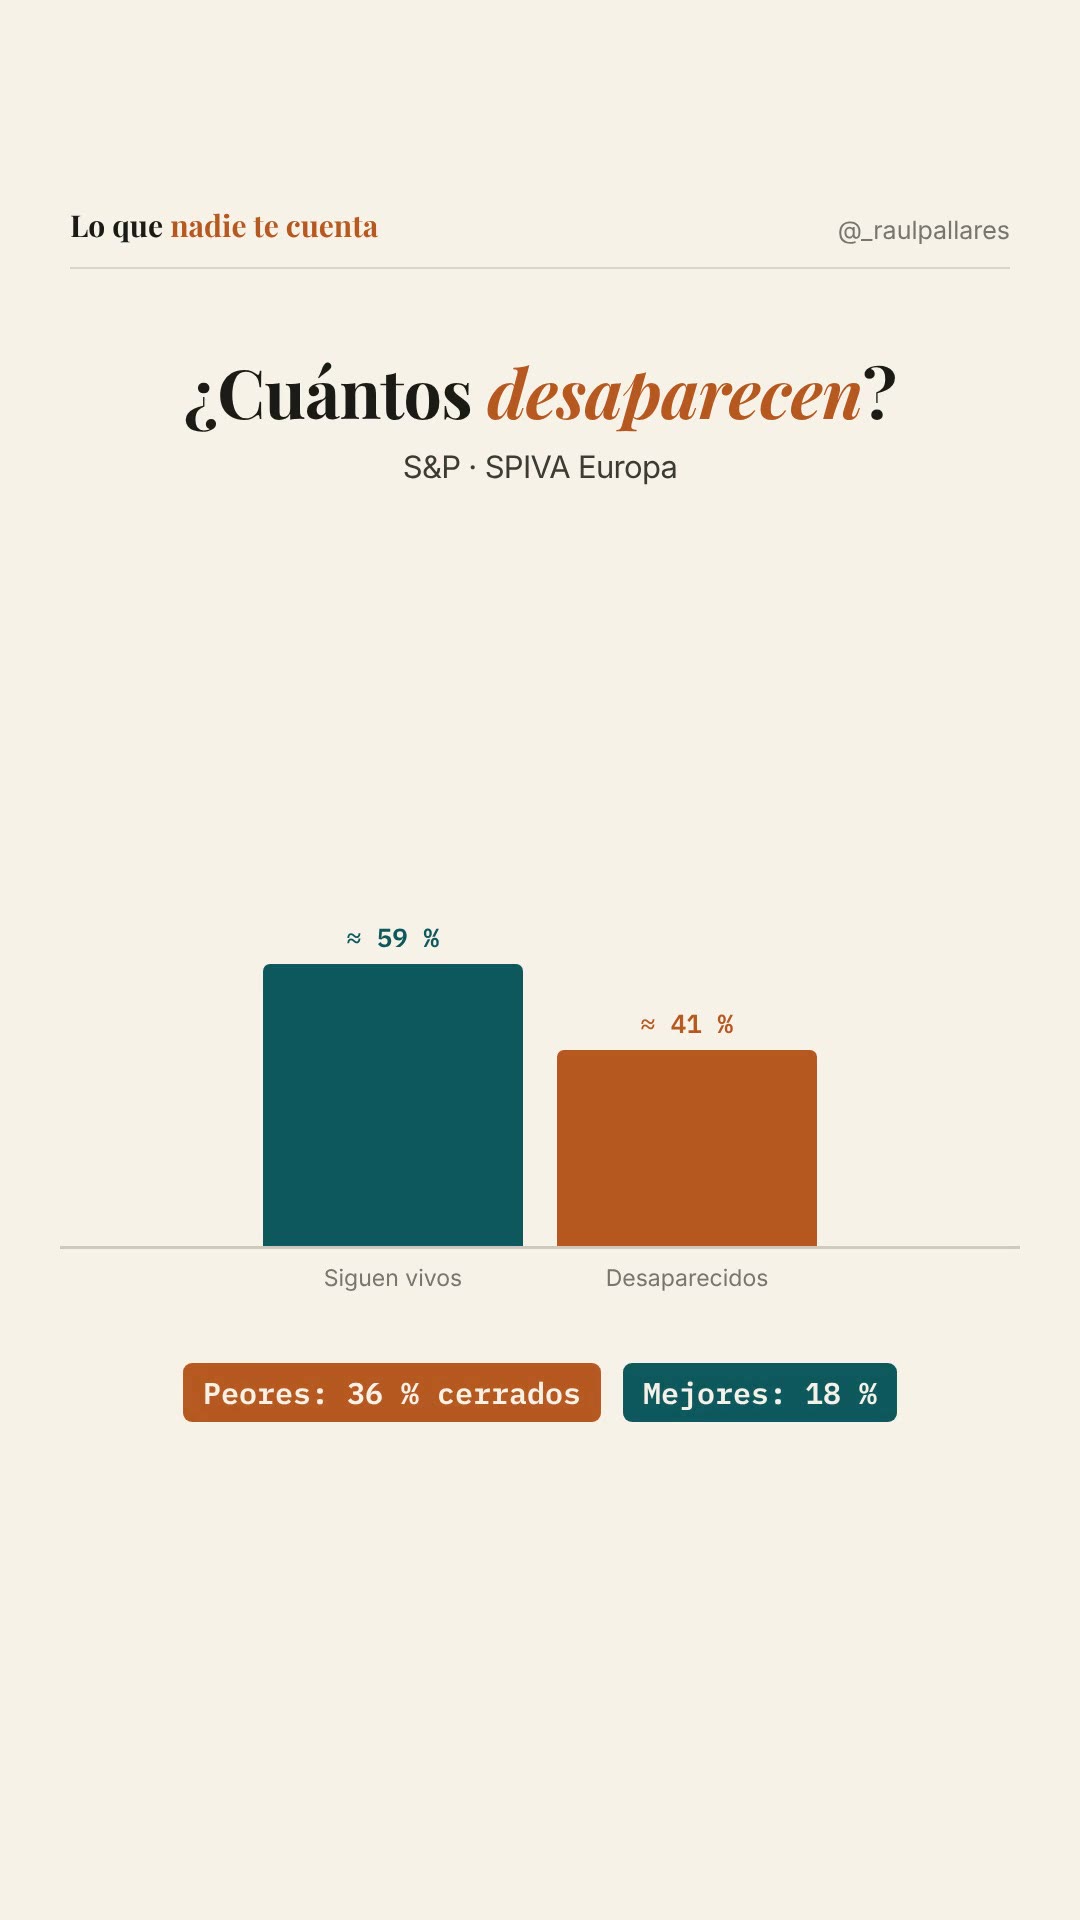 Lo que nadie te cuenta
@_raulpallares
¿Cuántos desaparecen?
S&P · SPIVA Europa
≈ 59 %
≈ 41 %
Siguen vivos
Desaparecidos
Peores: 36 % cerrados
Mejores: 18 %